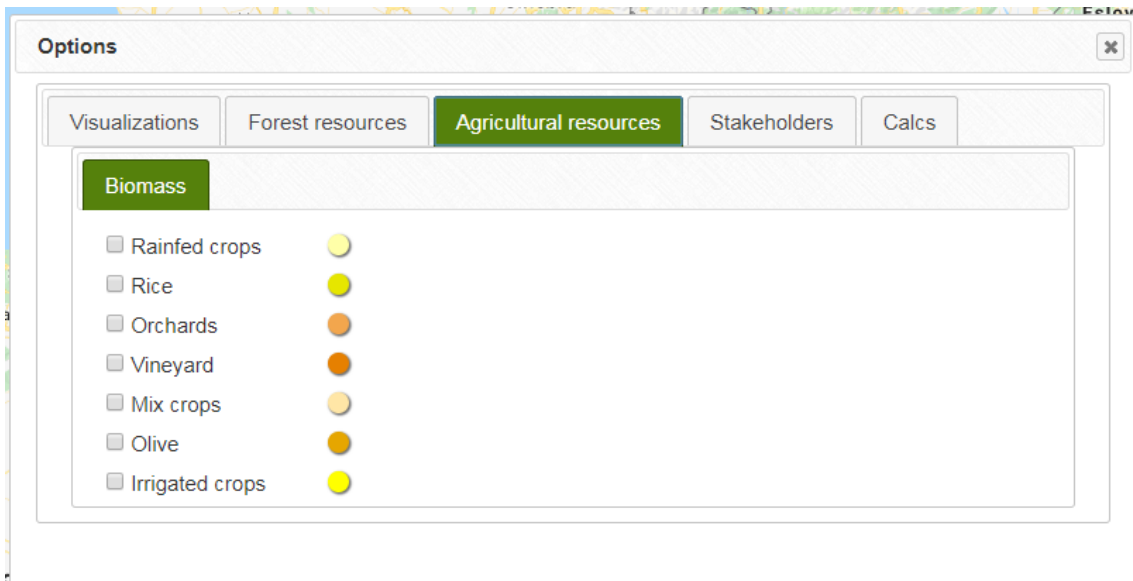 Options
Visualizations Forest resources Agricultural resources Stakeholders Calcs
Biomass
Rainfed crops
Rice
Orchards
Vineyard
Mix crops
Olive
Irrigated crops